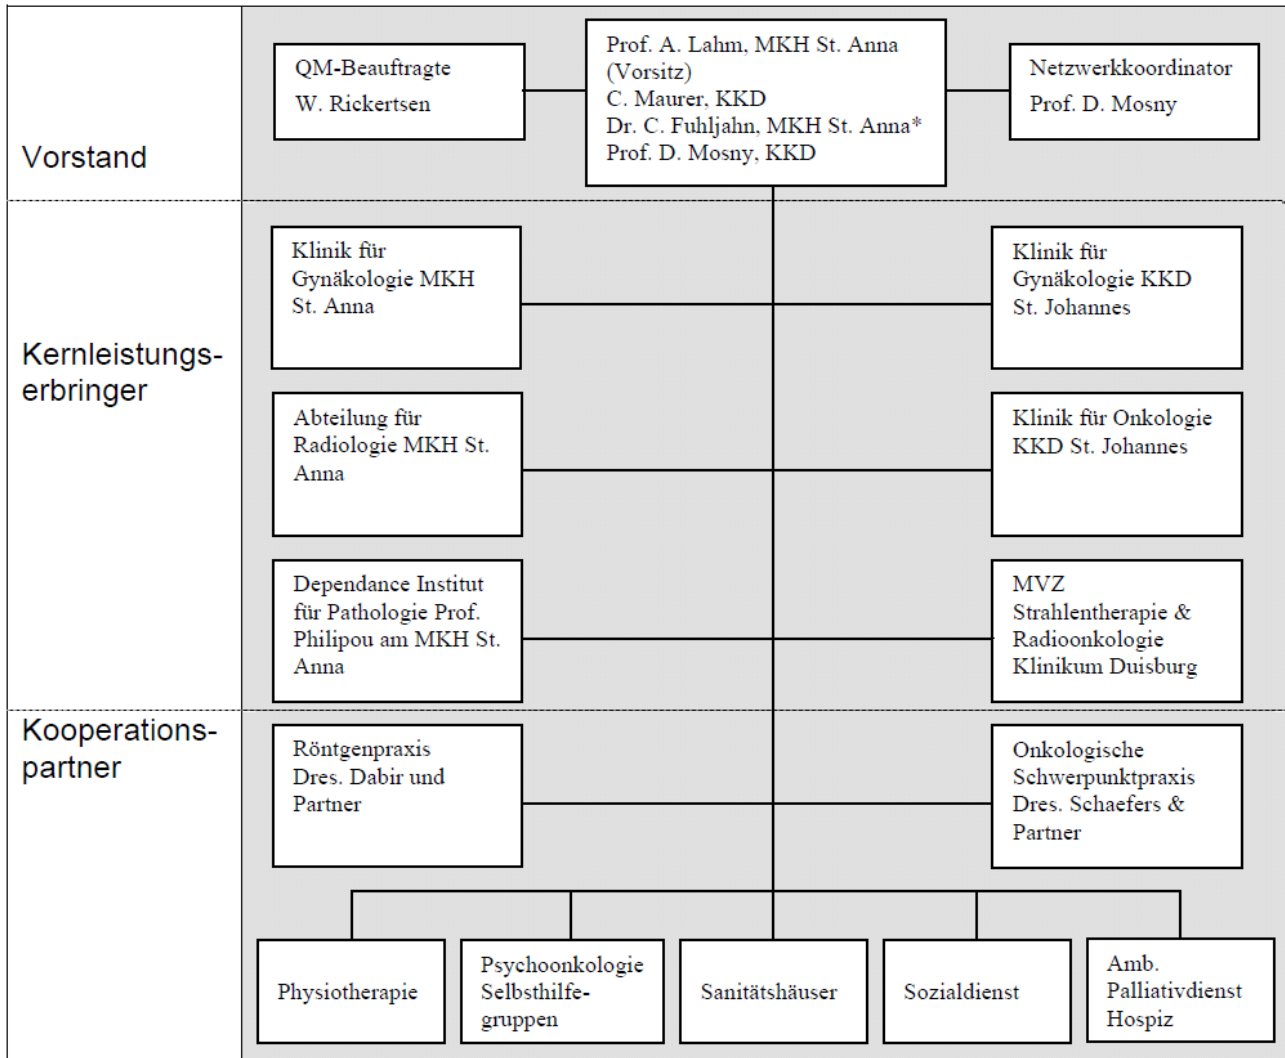 Vorstand
QM-Beauftragte
W. Rickertsen
Prof. A. Lahm, MKH St. Anna
(Vorsitz)
C. Maurer, KKD
Dr. C. Fuhljahn, MKH St. Anna*
Prof. D. Mosny, KKD
Netzwerkkoordinator
Prof. D. Mosny
Kernleistungs-
erbringer
Klinik für
Gynäkologie MKH
St. Anna
Klinik für
Gynäkologie KKD
St. Johannes
Abteilung für
Radiologie MKH St.
Anna
Klinik für Onkologie
KKD St. Johannes
Dependance Institut
für Pathologie Prof.
Philipou am MKH St.
Anna
MVZ
Strahlentherapie &
Radioonkologie
Klinikum Duisburg
Kooperations-
partner
Röntgenpraxis
Dres. Dabir und
Partner
Onkologische
Schwerpunktpraxis
Dres. Schaefers &
Partner
Physiotherapie
Psychoonkologie
Selbsthilfe-
gruppen
Sanitätshäuser
Sozialdienst
Amb.
Palliativdienst
Hospiz